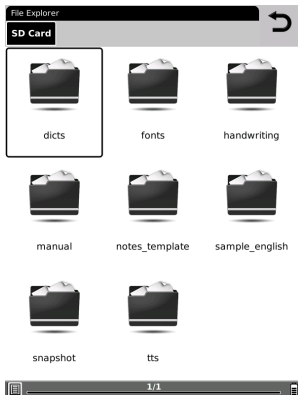 File Explorer
SD Card
dicts
fonts
handwriting
manual
notes_template
sample_english
snapshot
tts
1/1